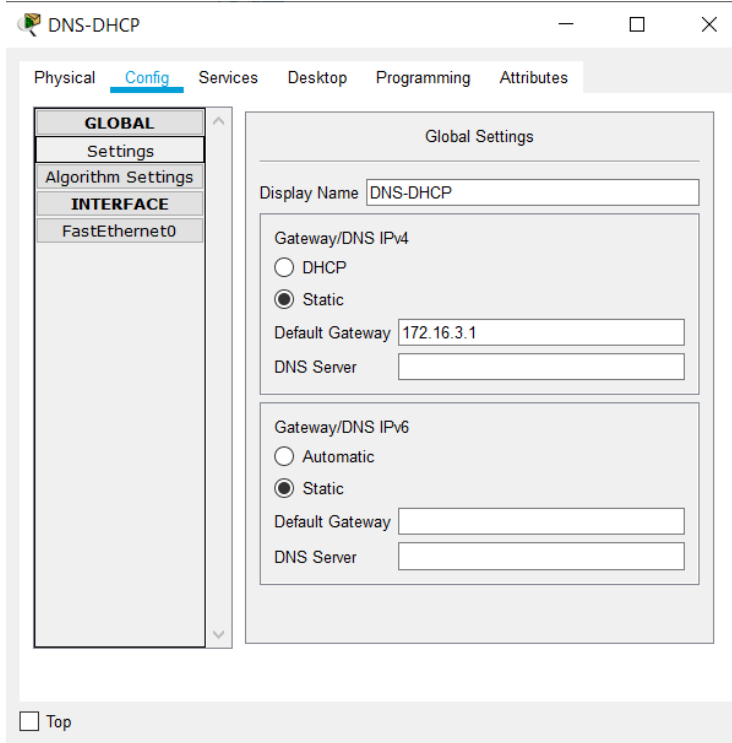 DNS-DHCP
Physical Config Services Desktop Programming Attributes
GLOBAL
Settings
Algorithm Settings
INTERFACE
FastEthernet0
Global Settings
Display Name DNS-DHCP
Gateway/DNS IPv4
DHCP
Static
Default Gateway 172.16.3.1
DNS Server
Gateway/DNS IPv6
Automatic
Static
Default Gateway
DNS Server
Top